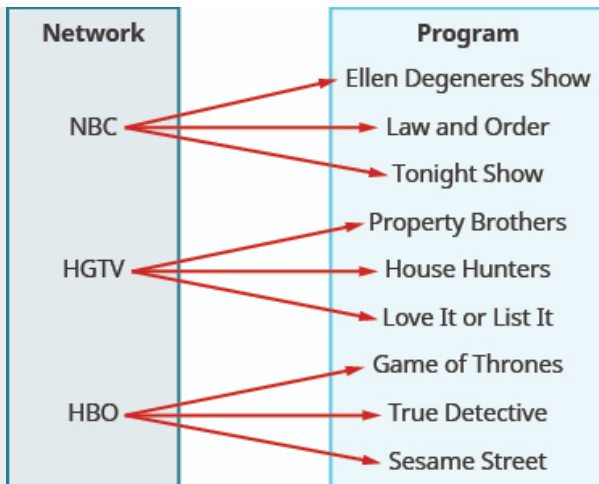 Network
Program
NBC
Ellen Degeneres Show
Law and Order
Tonight Show
HGTV
Property Brothers
House Hunters
Love It or List It
HBO
Game of Thrones
True Detective
Sesame Street